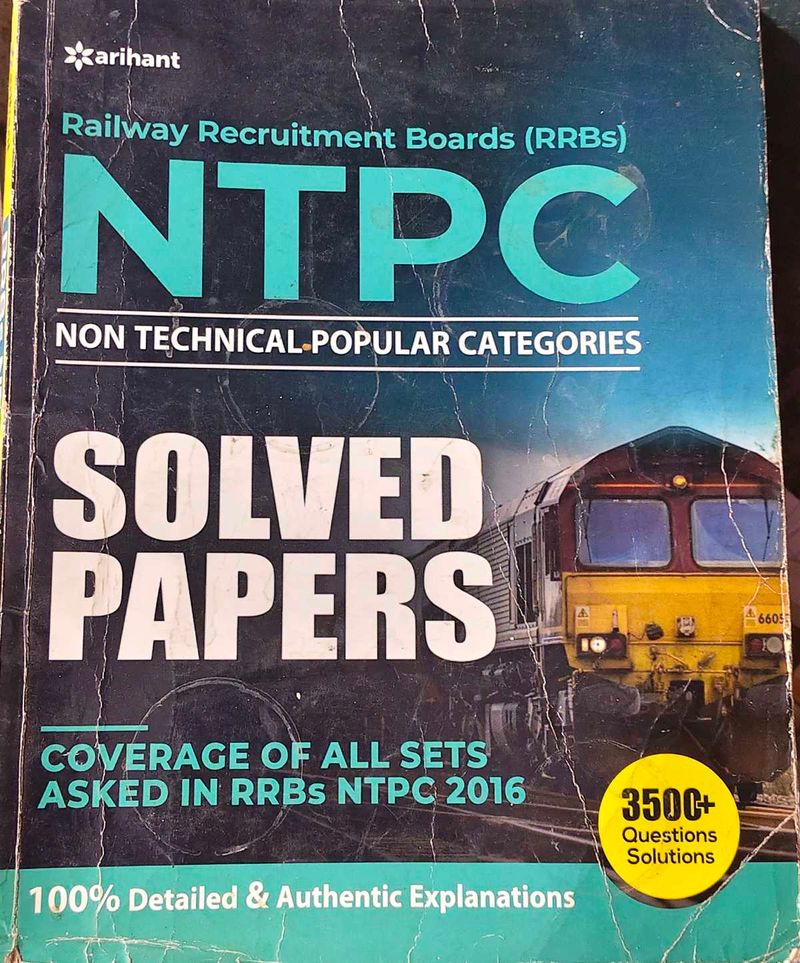 arihant
Railway Recruitment Boards (RRBs)
NTPC
NON TECHNICAL POPULAR CATEGORIES
SOLVED
PAPERS
COVERAGE OF ALL SETS
ASKED IN RRBs NTPC 2016
3500+
Questions
Solutions
100% Detailed & Authentic Explanations